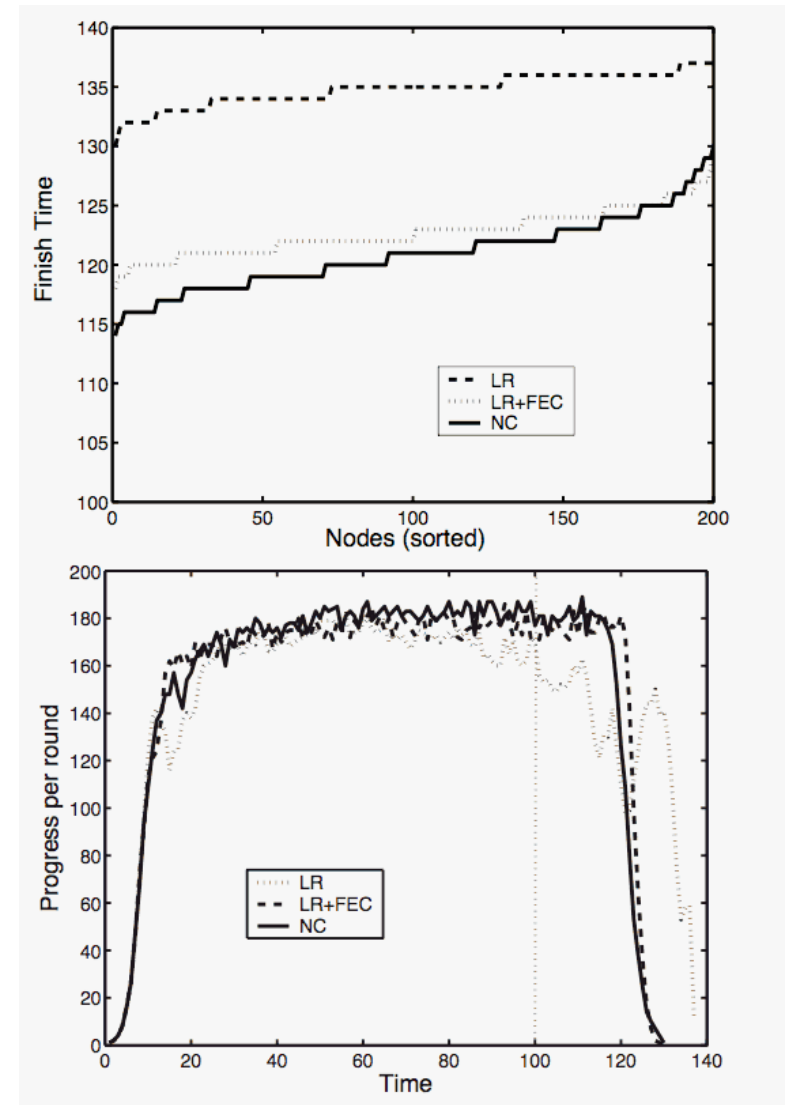 140
135
130
125
120
115
110
105
100
Finish Time
LR
LR+FEC
NC
0 50 100 150 200
Nodes (sorted)
200
180
160
140
120
100
80
60
40
20
0
Progress per round
LR
LR+FEC
NC
0 20 40 60 80 100 120 140
Time